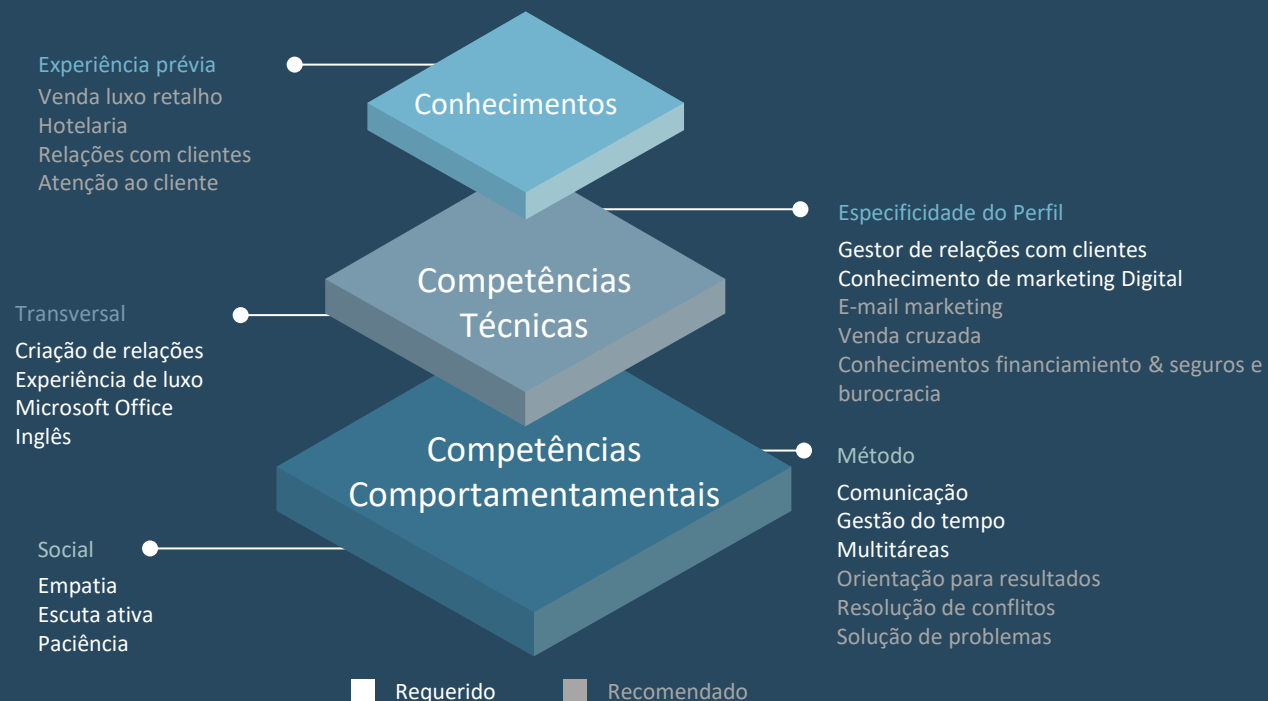 Experiência prévia
Venda luxo retalho
Hotelaria
Relações com clientes
Atenção ao cliente
Conhecimentos
Especificidade do Perfil
Gestor de relações com clientes
Conhecimento de marketing Digital
E-mail marketing
Venda cruzada
Conhecimentos financiamiento & seguros e
burocracia
Competências
Técnicas
Transversal
Criação de relações
Experiência de luxo
Microsoft Office
Inglês
Competências
Comportamentamentais
Método
Comunicação
Gestão do tempo
Multitáreas
Orientação para resultados
Resolução de conflitos
Solução de problemas
Social
Empatia
Escuta ativa
Paciência
Requerido
Recomendado